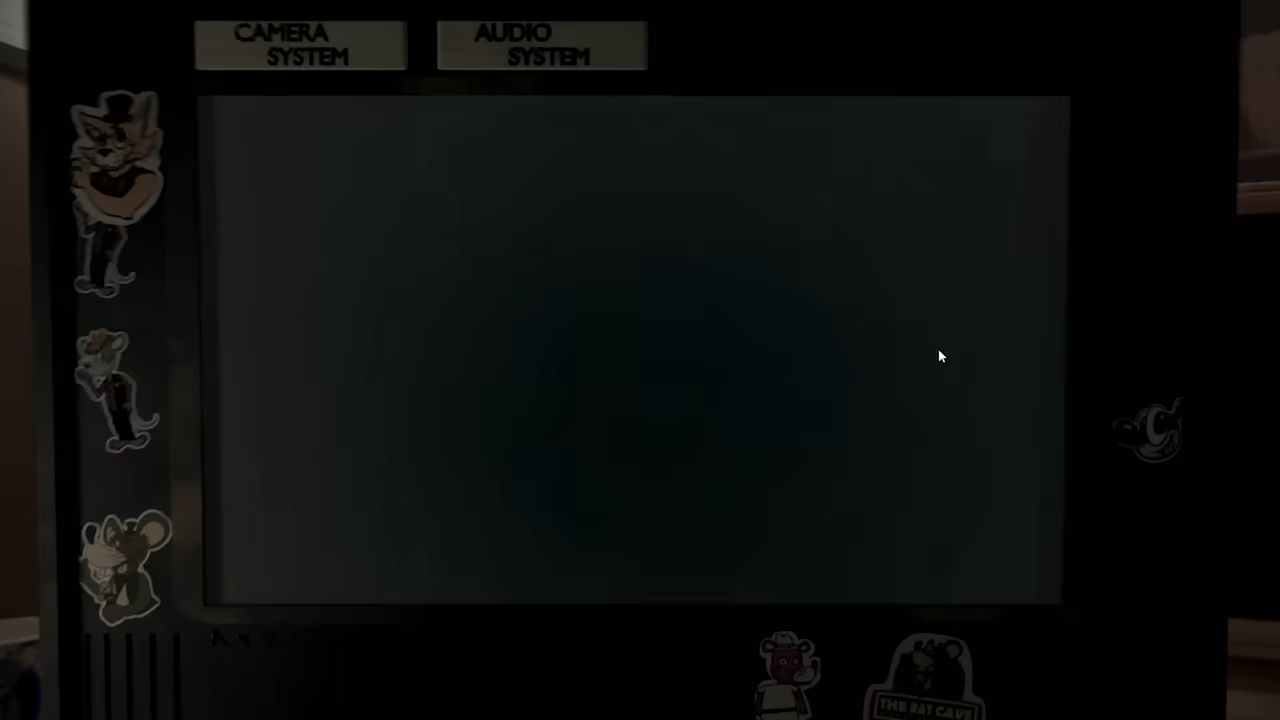 CAMERA
SYSTEM
AUDIO
SYSTEM
THE RAT CAVE